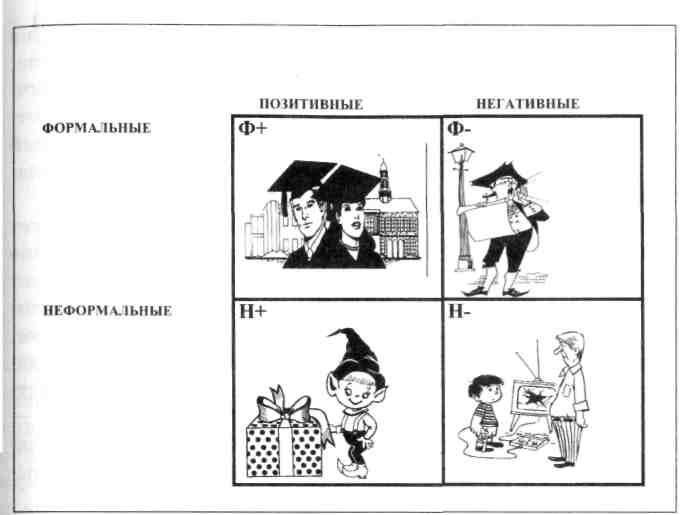 ПОЗИТИВНЫЕ НЕГАТИВНЫЕ
ФОРМАЛЬНЫЕ Ф+ Ф-
НЕФОРМАЛЬНЫЕ Н+ Н-